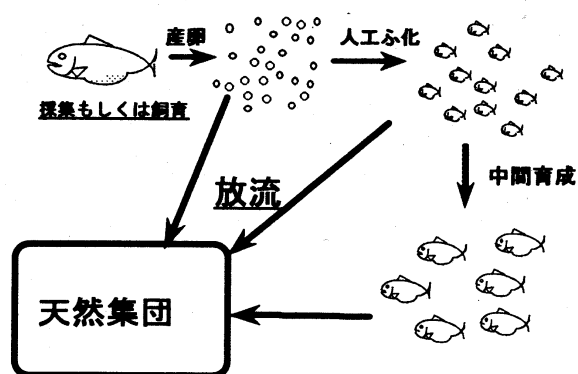 産卵
人工ふ化
採集もしくは飼育
放流
中間育成
天然集団